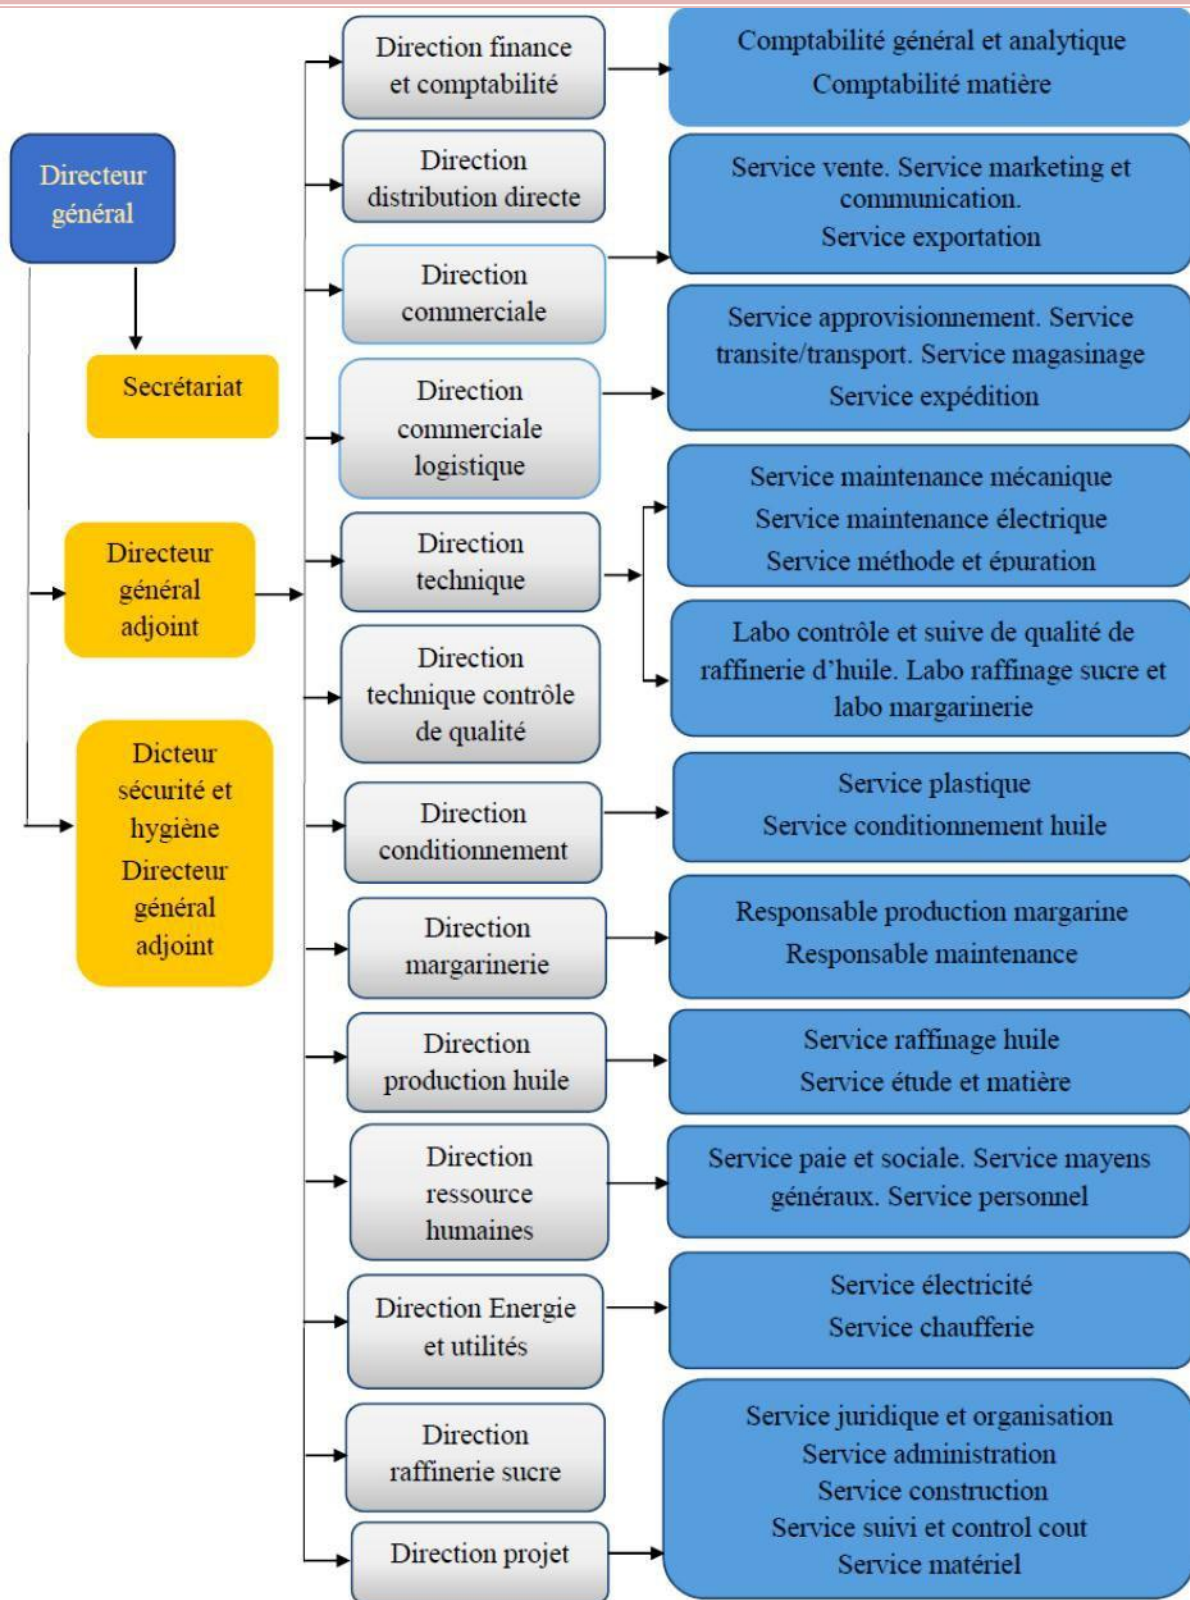 Directeur
général
Secrétariat
Directeur
général
adjoint
Dicteur
sécurité et
hygiène
Directeur
général
adjoint
Direction finance
et comptabilité
Comptabilité général et analytique
Comptabilité matière
Direction
distribution directe
Direction
commerciale
Service vente. Service marketing et
communication.
Service exportation
Direction
commerciale
logistique
Service approvisionnement. Service
transite/transport. Service magasinage
Service expédition
Direction
technique
Service maintenance mécanique
Service maintenance électrique
Service méthode et épuration
Labo contrôle et suive de qualité de
raffinerie d’huile. Labo raffinage sucre et
labo margarinerie
Direction
technique contrôle
de qualité
Direction
conditionnement
Service plastique
Service conditionnement huile
Direction
margarinerie
Responsable production margarine
Responsable maintenance
Direction
production huile
Service raffinage huile
Service étude et matière
Direction
ressource
humaines
Service paie et sociale. Service mayens
généraux. Service personnel
Direction Energie
et utilités
Service électricité
Service chaufferie
Direction
raffinerie sucre
Direction projet
Service juridique et organisation
Service administration
Service construction
Service suivi et control cout
Service matériel